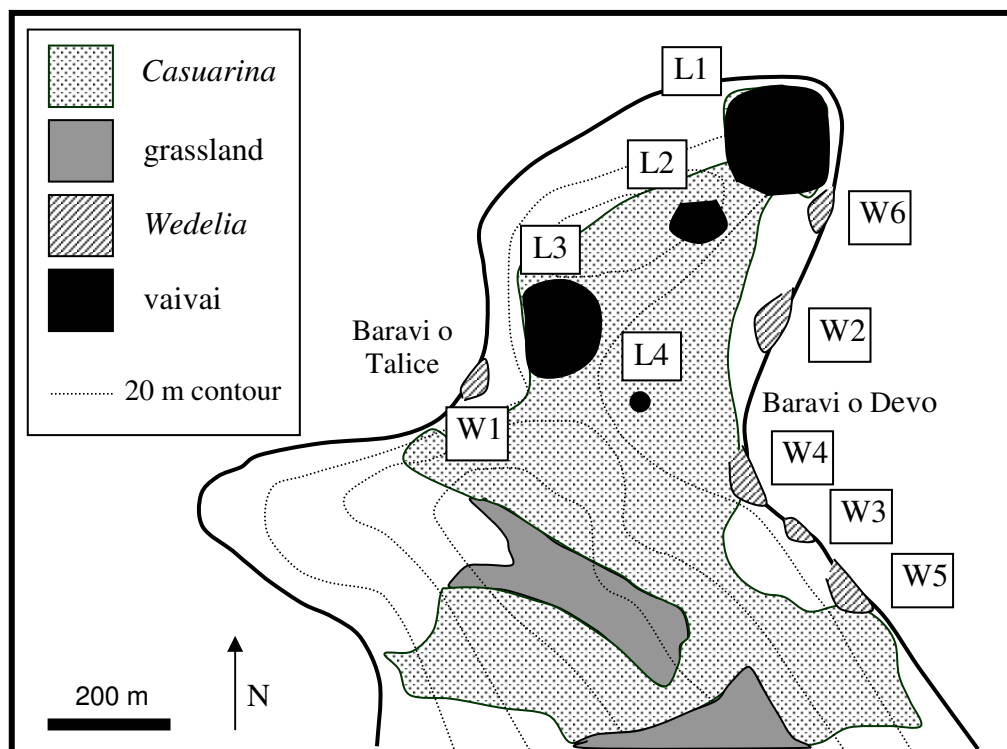 Casuarina
grassland
Wedelia
vaivai
20 m contour
L1
L2
W6
L3
W2
Baravi o
Talice
L4
Baravi o Devo
W1
W4
W3
W5
N
200 m